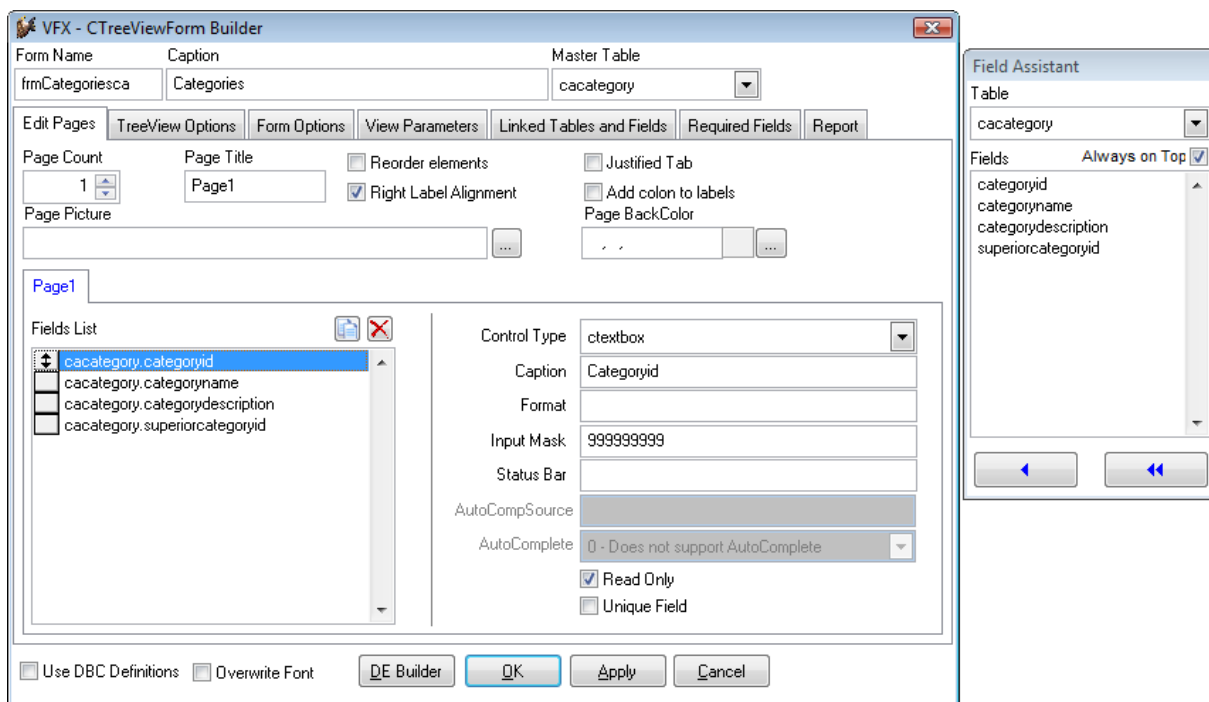 VFX - CTreeViewForm Builder
Form Name Caption Master Table
frmCategoriesca Categories cacategory
Edit Pages TreeView Options Form Options View Parameters Linked Tables and Fields Required Fields Report
Page Count Page Title Reorder elements Justified Tab
1 Page1 Right Label Alignment Add colon to labels
Page Picture Page BackColor
... , , ...
Page1
Fields List
cacategory.categoryid
cacategory.categoryname
cacategory.categorydescription
cacategory.superiorcategoryid
Control Type ctextbox
Caption Categoryid
Format
Input Mask 999999999
Status Bar
AutoCompSource
AutoComplete 0 - Does not support AutoComplete
Read Only
Unique Field
Use DBC Definitions Overwrite Font DE Builder OK Apply Cancel
Field Assistant
Table
cacategory
Fields Always on Top
categoryid
categoryname
categorydescription
superiorcategoryid